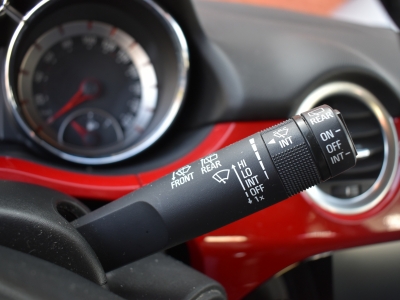 FRONT
REAR
HI
LO
INT
OFF
1x
INT
REAR
ON
OFF
INT